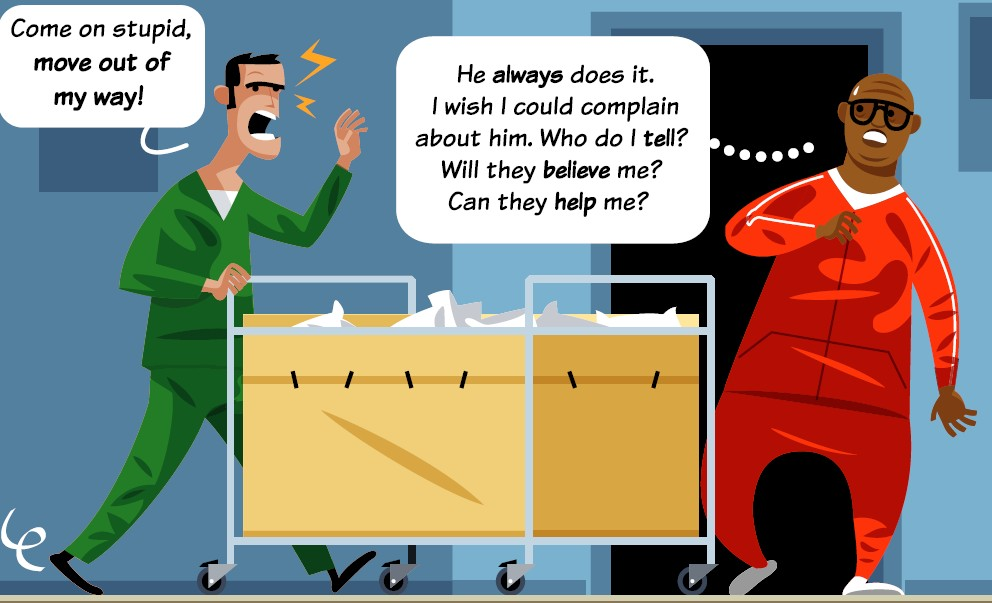 Come on stupid,
move out of
my way!
He always does it.
I wish I could complain
about him. Who do I tell?
Will they believe me?
Can they help me?